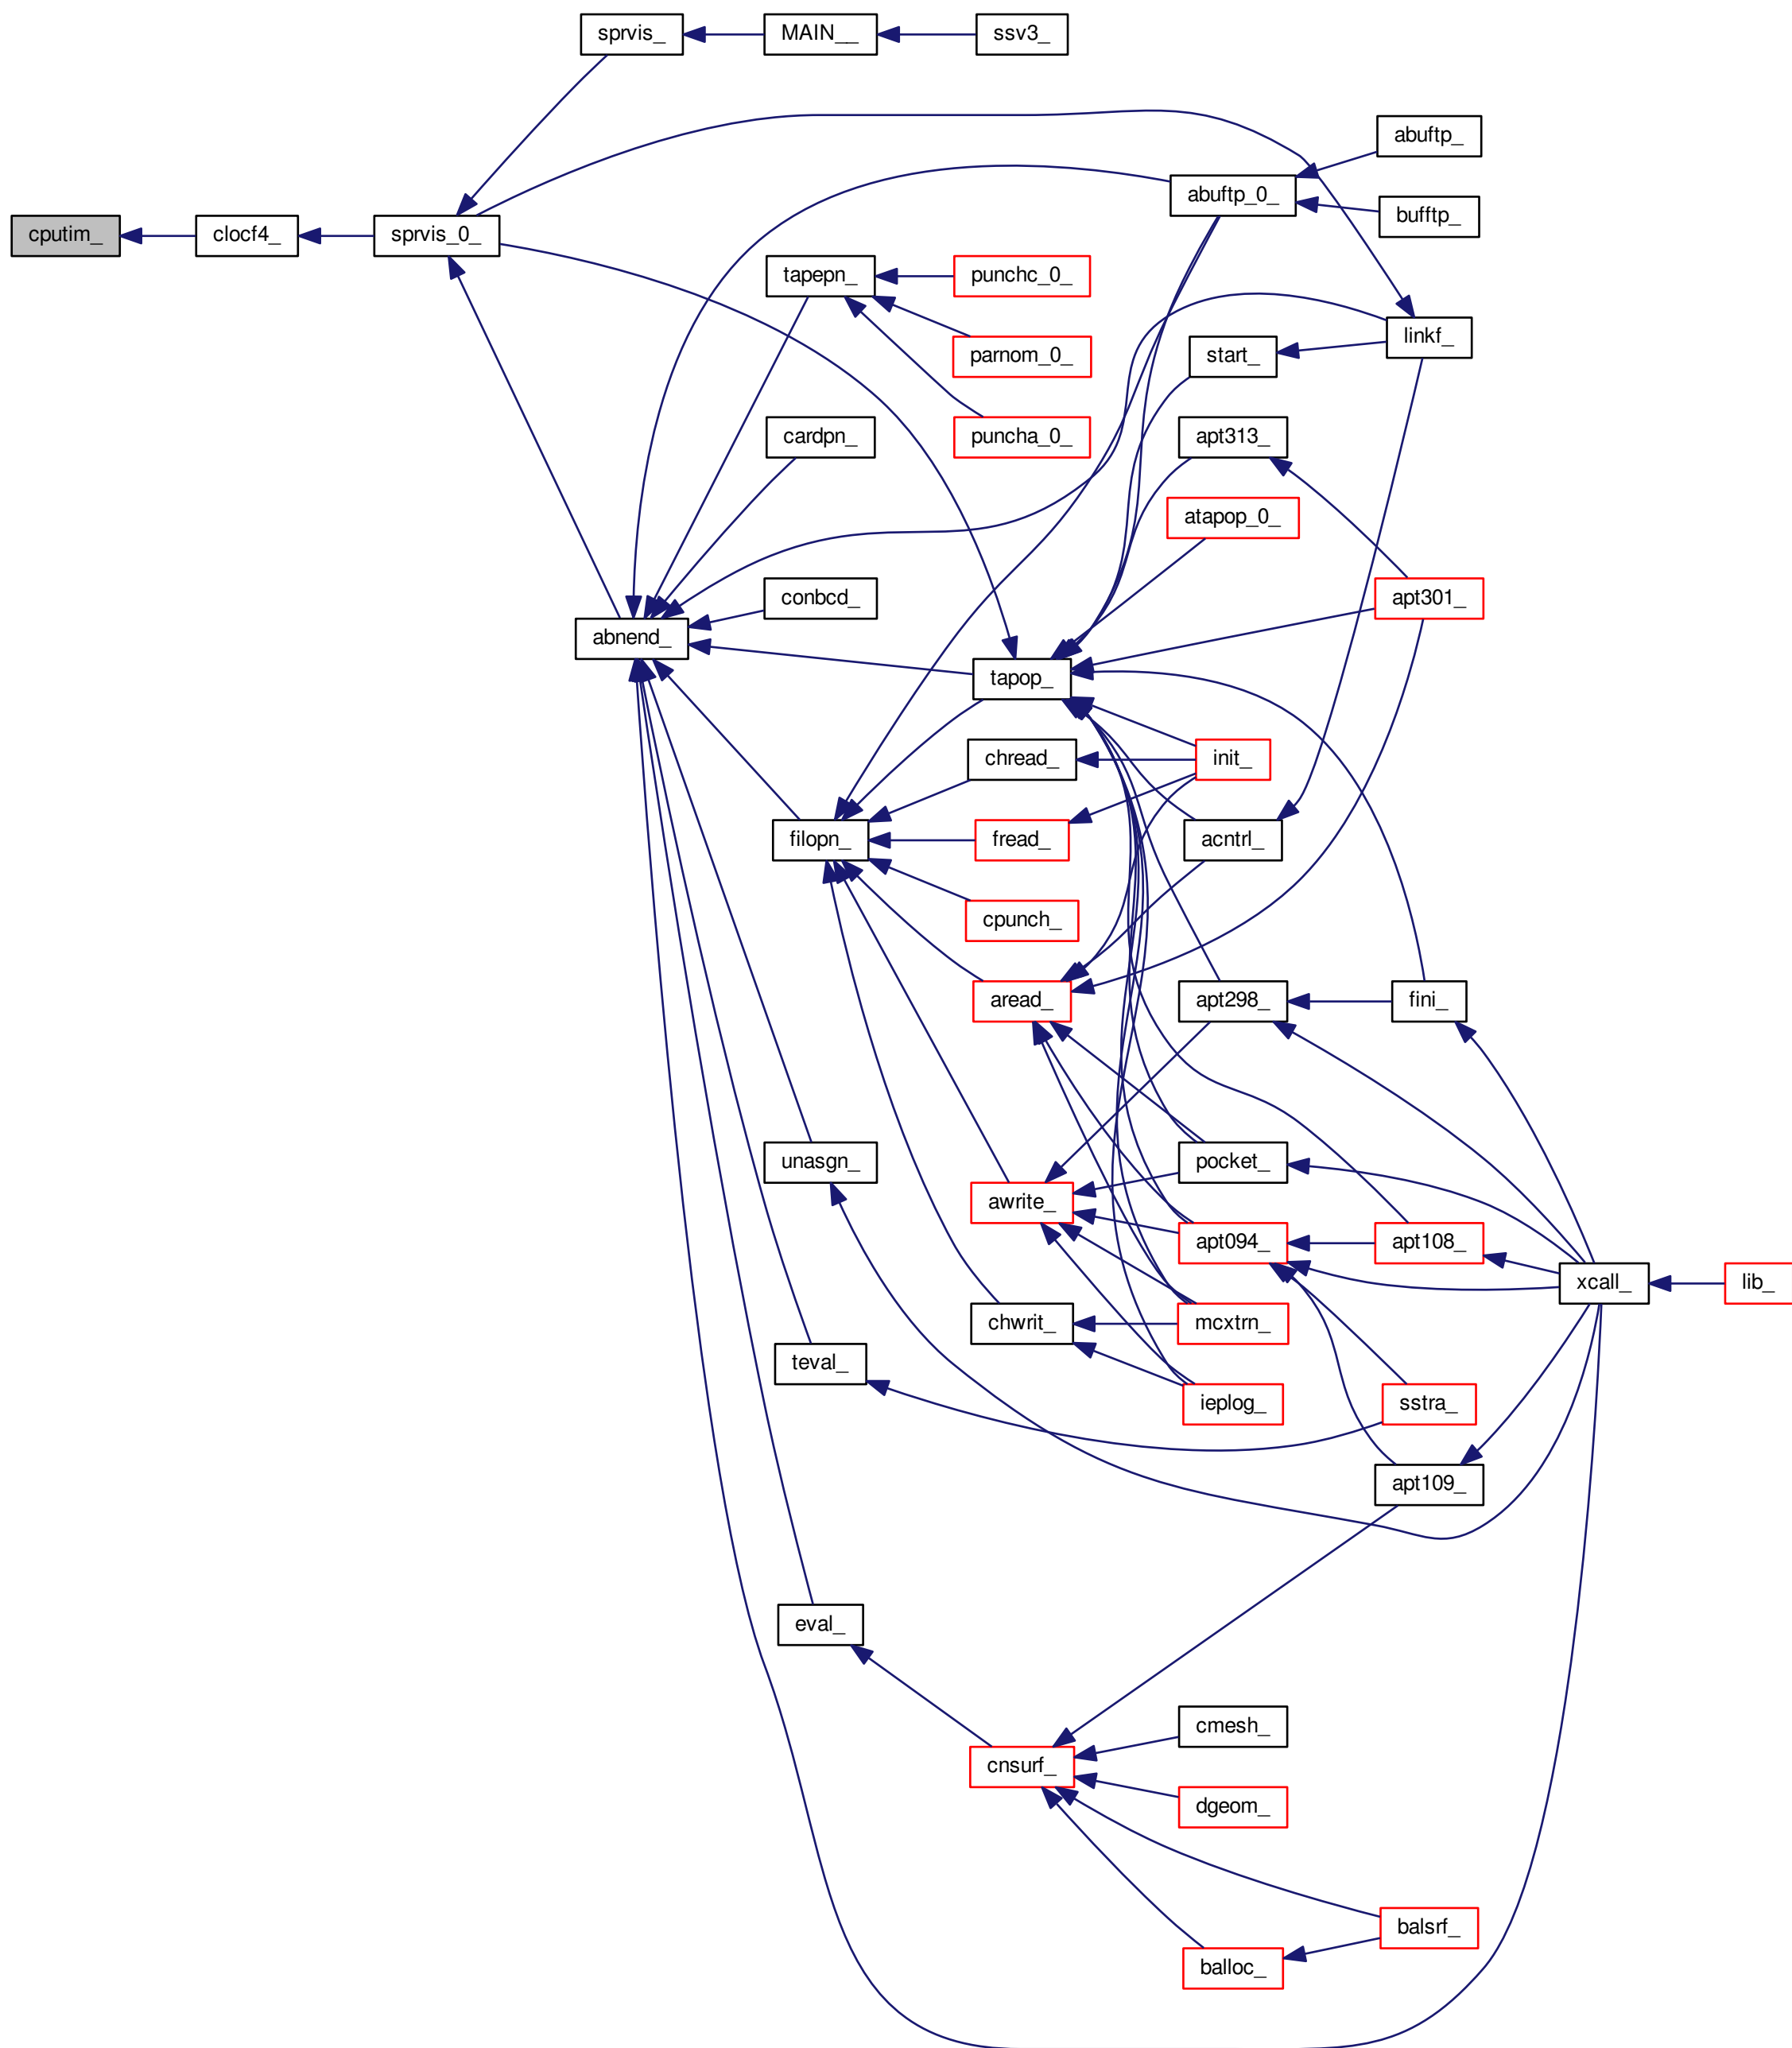 sprvis_
MAIN__
ssv3_
abuftp_
abuftp_0_
bufftp_
cputim_
clocf4_
sprvis_0_
tapepn_
punchc_0_
linkf_
parnom_0_
start_
cardpn_
puncha_0_
apt313_
atapop_0_
conbcd_
apt301_
abnend_
tapop_
chread_
init_
filopn_
fread_
acntrl_
cpunch_
aread_
apt298_
fini_
unasgn_
pocket_
awrite_
apt094_
apt108_
xcall_
lib_
chwrit_
mcxtrn_
teval_
ieplog_
sstra_
apt109_
eval_
cmesh_
cnsurf_
dgeom_
balsrf_
balloc_